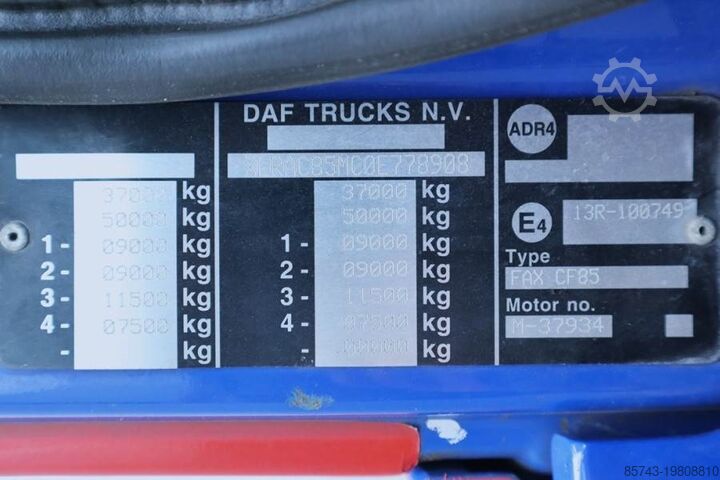 DAF TRUCKS N.V.
37000 kg
50000 kg
1- 09000 kg
2- 09000 kg
3- 11500 kg
4- 07500 kg
- kg
37000 kg
50000 kg
1- 09000 kg
2- 09000 kg
3- 11500 kg
4- 07500 kg
- kg
ADR4
E4
13R-100749
Type
FAX CF85
Motor no.
M-37934
85743-19808810